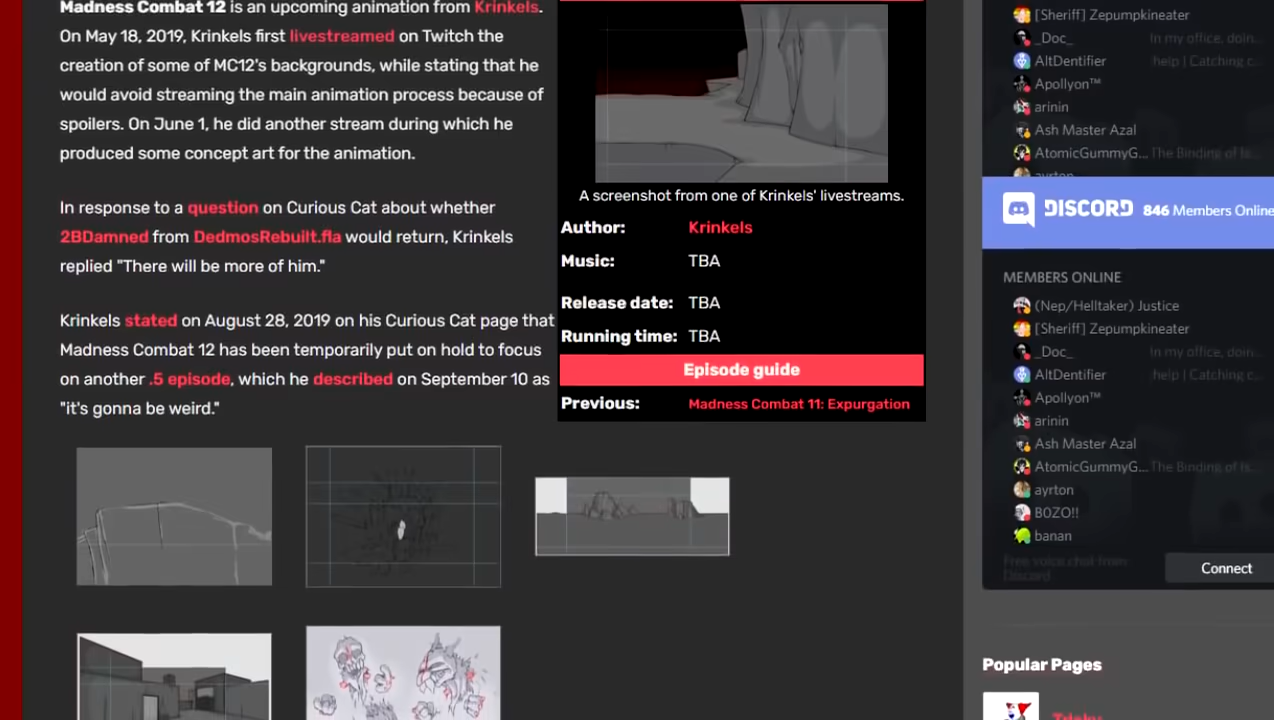 Madness Combat 12 is an upcoming animation from Krinkels.
On May 18, 2019, Krinkels first livestreamed on Twitch the
creation of some of MC12's backgrounds, while stating that he
would avoid streaming the main animation process because of
spoilers. On June 1, he did another stream during which he
produced some concept art for the animation.
In response to a question on Curious Cat about whether
2BDamned from DedmosRebuilt.fla would return, Krinkels
replied "There will be more of him."
Krinkels stated on August 28, 2019 on his Curious Cat page that
Madness Combat 12 has been temporarily put on hold to focus
on another .5 episode, which he described on September 10 as
"it's gonna be weird."
A screenshot from one of Krinkels' livestreams.
Author: Krinkels
Music: TBA
Release date: TBA
Running time: TBA
Episode guide
Previous: Madness Combat 11: Expurgation
[Sheriff] Zepumpkineater
_Doc_ In my office, doin...
AltDentifier help | Catching c...
Apollyon™
arinin
Ash Master Azal
AtomicGummyG... The Binding of Is...
ayrton
DISCORD 846 Members Online
MEMBERS ONLINE
(Nep/Helltaker) Justice
[Sheriff] Zepumpkineater
_Doc_ In my office, doin...
AltDentifier help | Catching c...
Apollyon™
arinin
Ash Master Azal
AtomicGummyG... The Binding of Is...
ayrton
B0ZO!!
banan
Free voice chat from
Discord
Connect
Popular Pages
Tricky